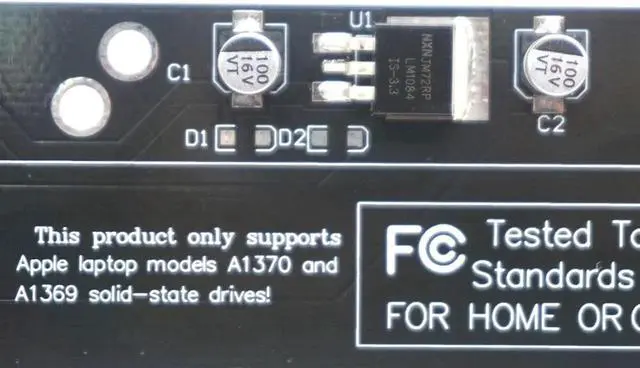 U1
100
16V
VT
NXNJM72RP
LM1084
IS-3.3
100
16V
VT
C1
C2
D1
D2
This product only supports
Apple laptop models A1370 and
A1369 solid-state drives!
FC Tested To
Standards
FOR HOME OR O